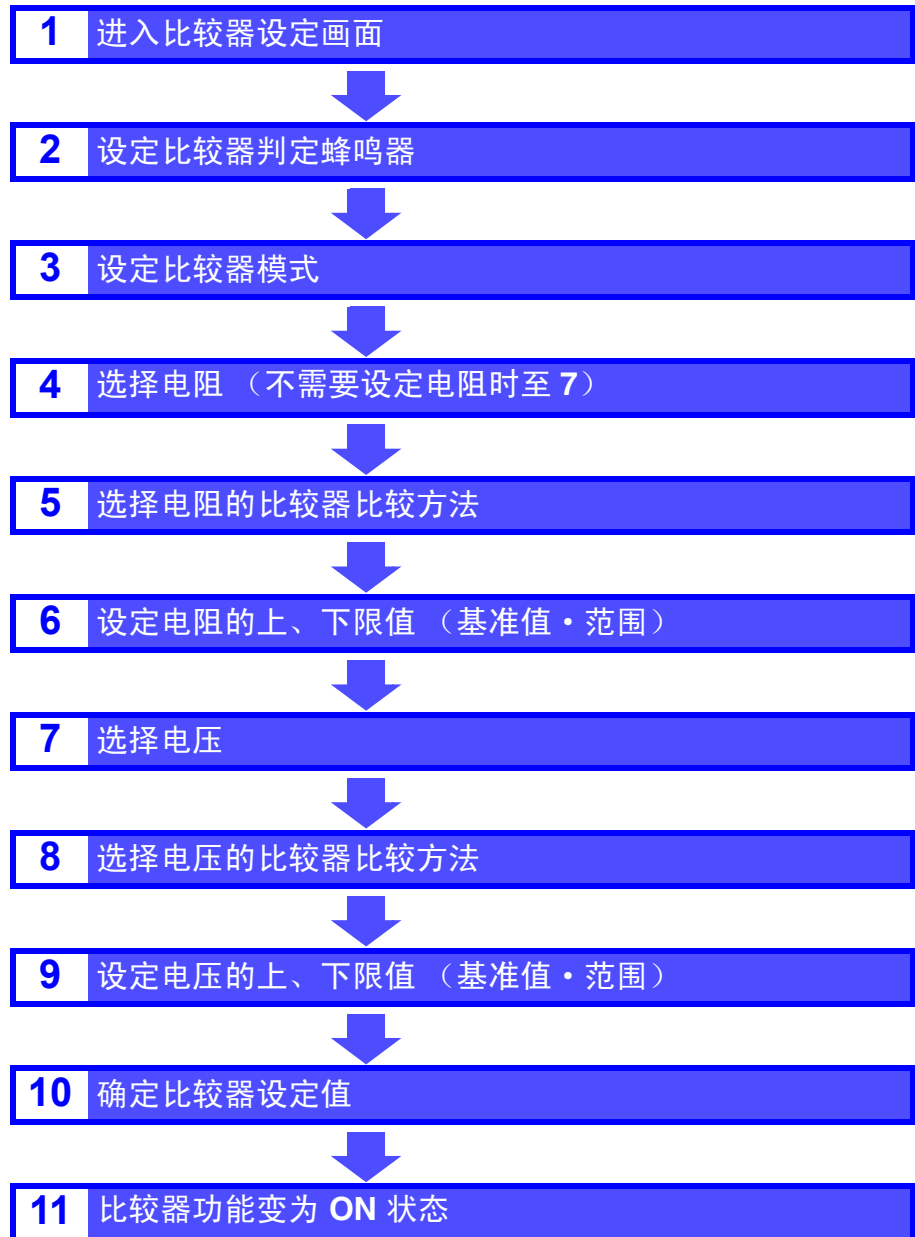 1 进入比较器设定画面
2 设定比较器判定蜂鸣器
3 设定比较器模式
4 选择电阻 （不需要设定电阻时至 7）
5 选择电阻的比较器比较方法
6 设定电阻的上、下限值 （基准值・范围）
7 选择电压
8 选择电压的比较器比较方法
9 设定电压的上、下限值 （基准值・范围）
10 确定比较器设定值
11 比较器功能变为 ON 状态